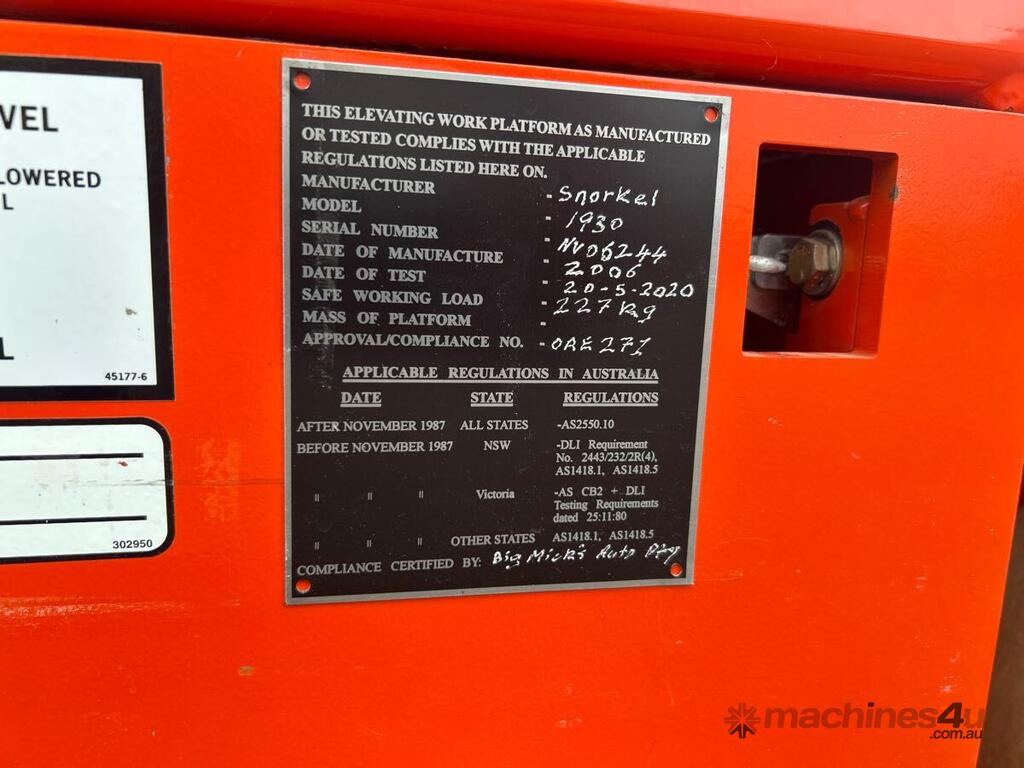 VEL
LOWERED
L
L
45177-6
302950
THIS ELEVATING WORK PLATFORM AS MANUFACTURED
OR TESTED COMPLIES WITH THE APPLICABLE
REGULATIONS LISTED HERE ON.
MANUFACTURER - Snorkel
MODEL - 1930
SERIAL NUMBER - NV06244
DATE OF MANUFACTURE - 2006
DATE OF TEST - 20-5-2020
SAFE WORKING LOAD - 227kg
MASS OF PLATFORM -
APPROVAL/COMPLIANCE NO. - OAE271
APPLICABLE REGULATIONS IN AUSTRALIA
DATE STATE REGULATIONS
AFTER NOVEMBER 1987 ALL STATES -AS2550.10
BEFORE NOVEMBER 1987 NSW -DLI Requirement
No. 2443/232/2R(4),
AS1418.1, AS1418.5
" " " Victoria -AS CB2 + DLI
Testing Requirements
dated 25:11:80
" " " OTHER STATES AS1418.1, AS1418.5
COMPLIANCE CERTIFIED BY: Big Mick's Auto
machines4u
.com.au